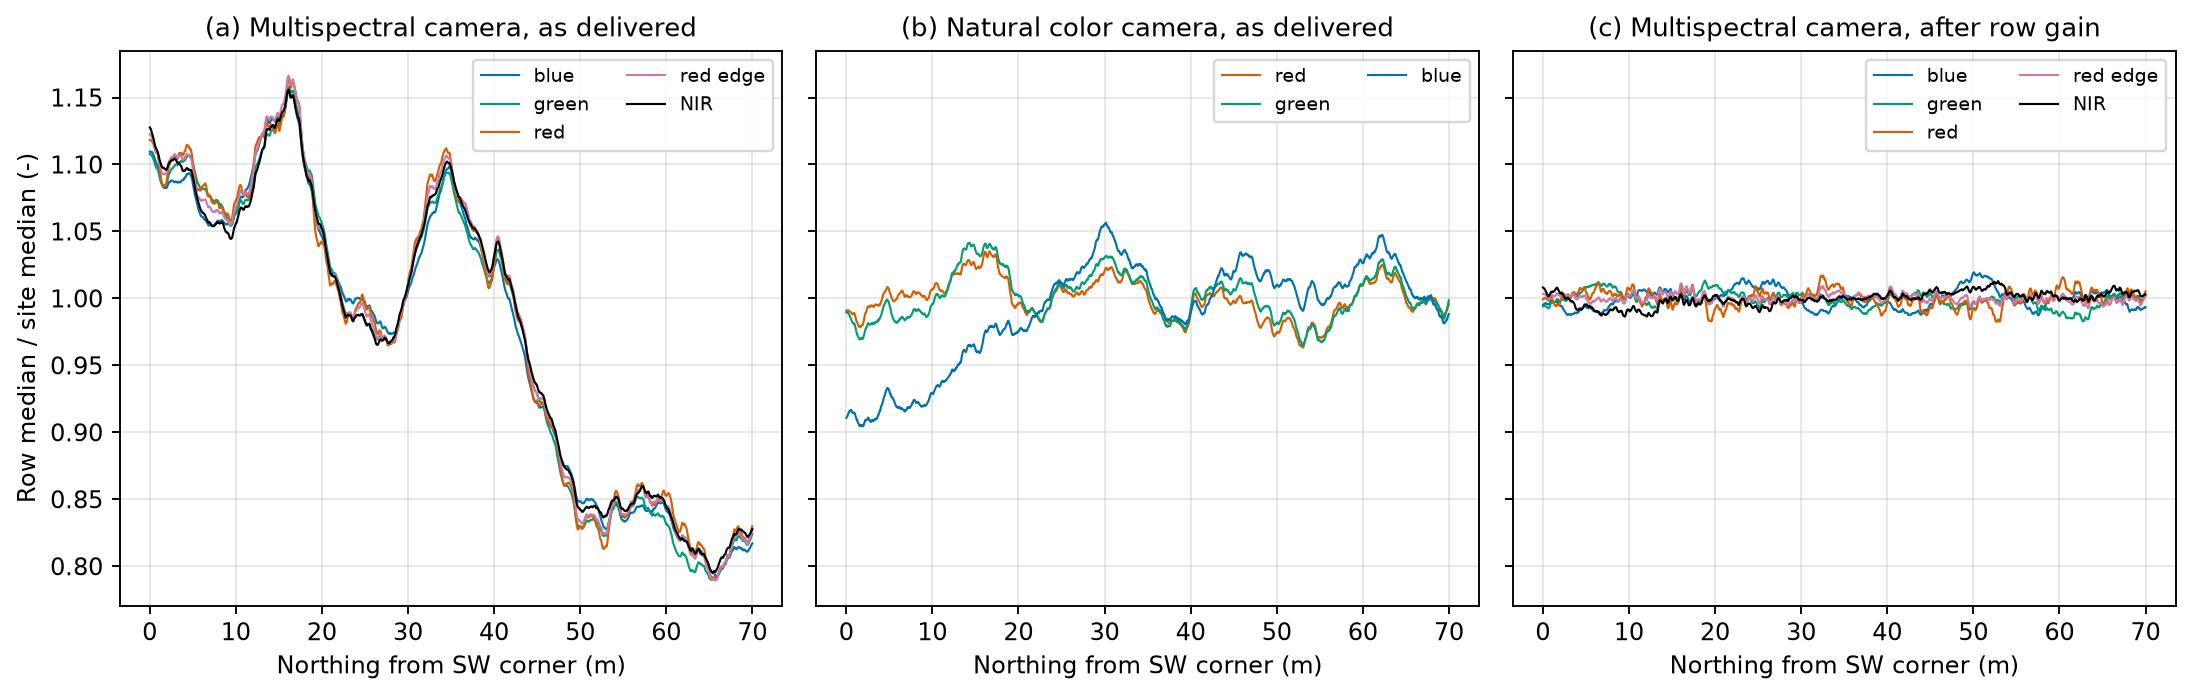 (a) Multispectral camera, as delivered
(b) Natural color camera, as delivered
(c) Multispectral camera, after row gain
Row median / site median (-)
1.15
1.10
1.05
1.00
0.95
0.90
0.85
0.80
blue
green
red
red edge
NIR
red
green
blue
blue
green
red
red edge
NIR
0 10 20 30 40 50 60 70
0 10 20 30 40 50 60 70
0 10 20 30 40 50 60 70
Northing from SW corner (m)
Northing from SW corner (m)
Northing from SW corner (m)